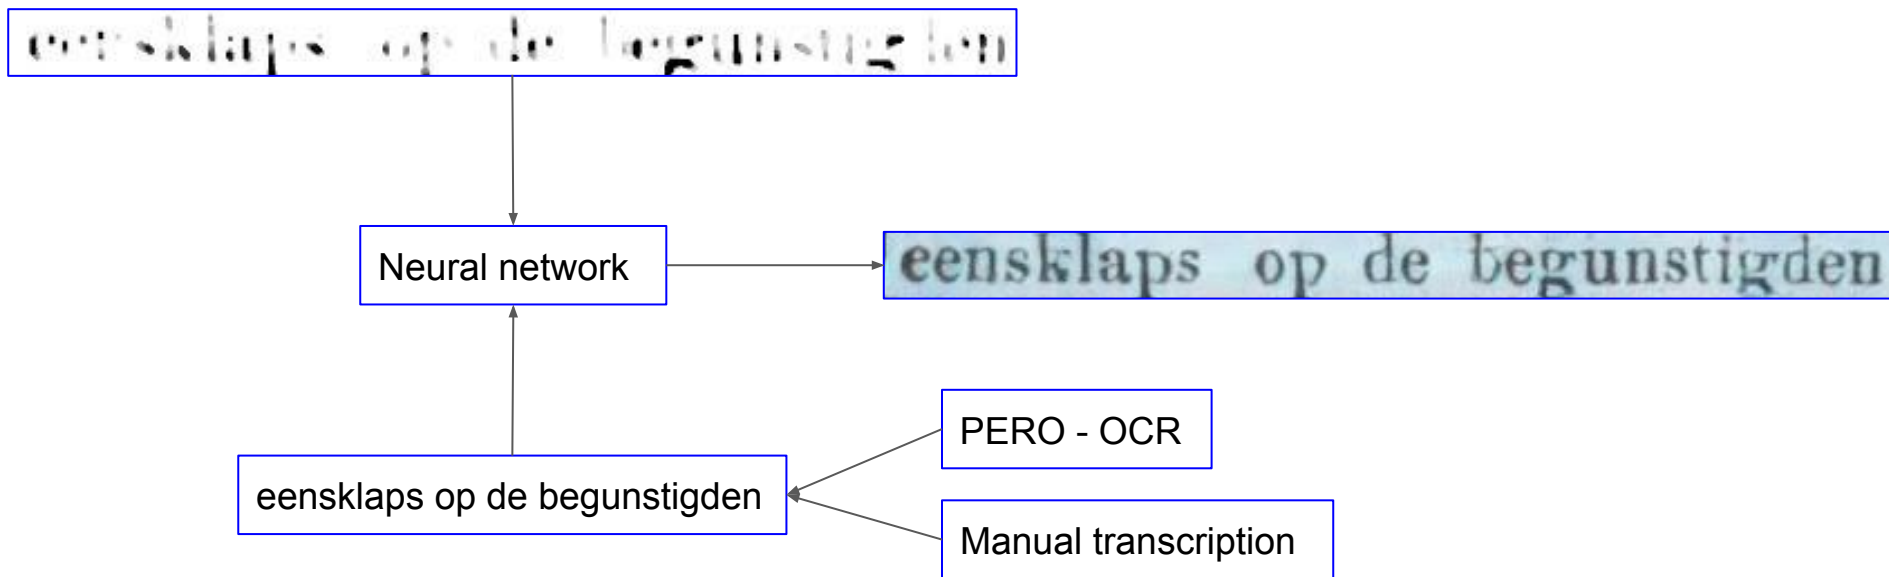 eensklaps op de begunstigden
Neural network
eensklaps op de begunstigden
PERO - OCR
eensklaps op de begunstigden
Manual transcription